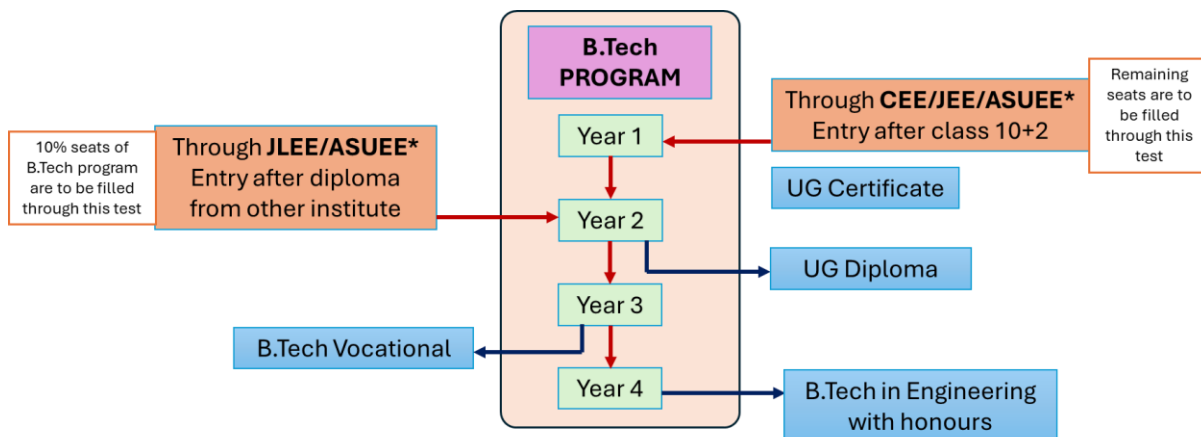 B.Tech
PROGRAM
Through CEE/JEE/ASUEE*
Entry after class 10+2
Remaining
seats are to
be filled
through this
test
Year 1
10% seats of
B.Tech program
are to be filled
through this test
Through JLEE/ASUEE*
Entry after diploma
from other institute
UG Certificate
Year 2
UG Diploma
Year 3
B.Tech Vocational
Year 4
B.Tech in Engineering
with honours